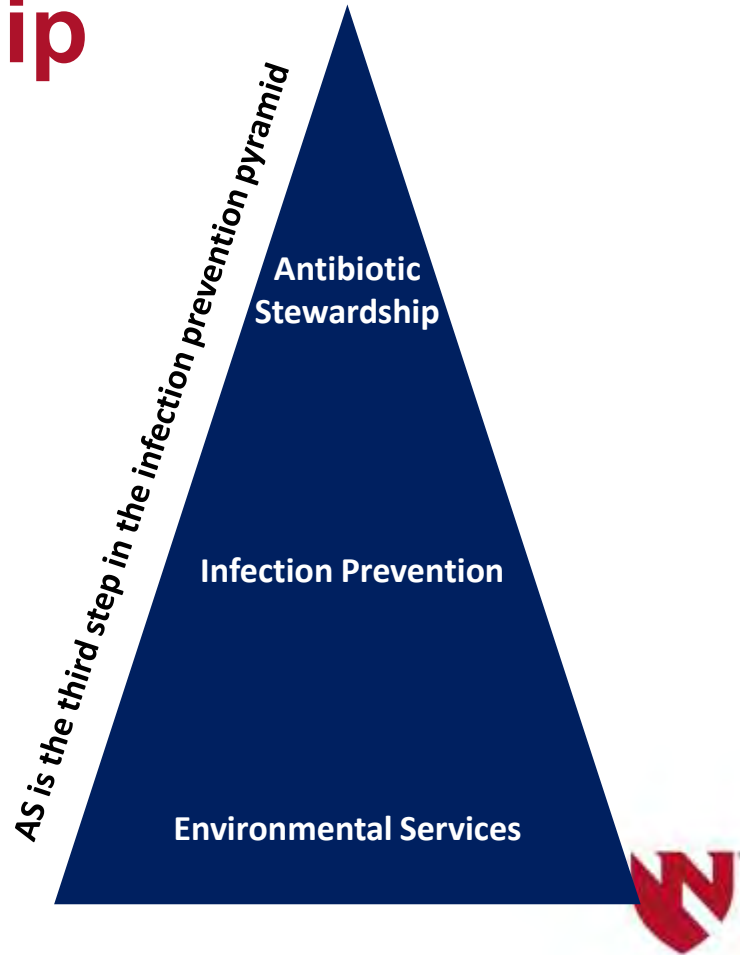 ip
AS is the third step in the infection prevention pyramid
Antibiotic
Stewardship
Infection Prevention
Environmental Services
N